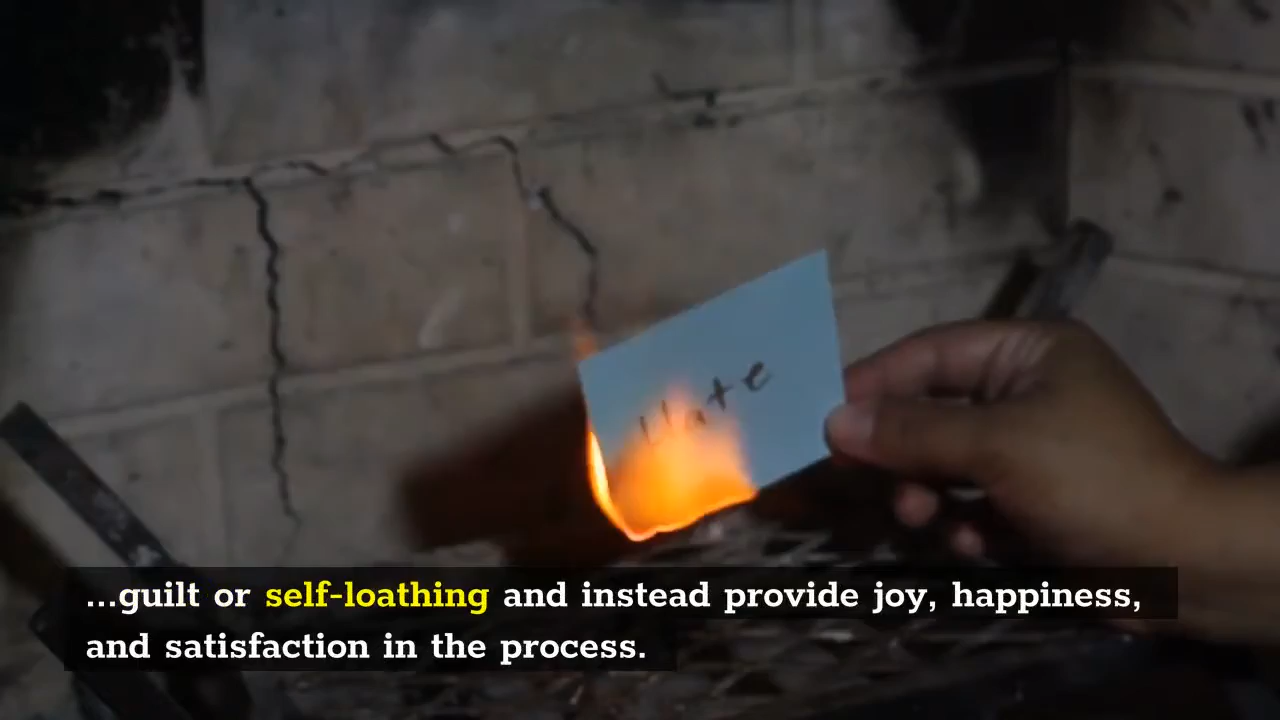 Hate
...guilt or self-loathing and instead provide joy, happiness,
and satisfaction in the process.